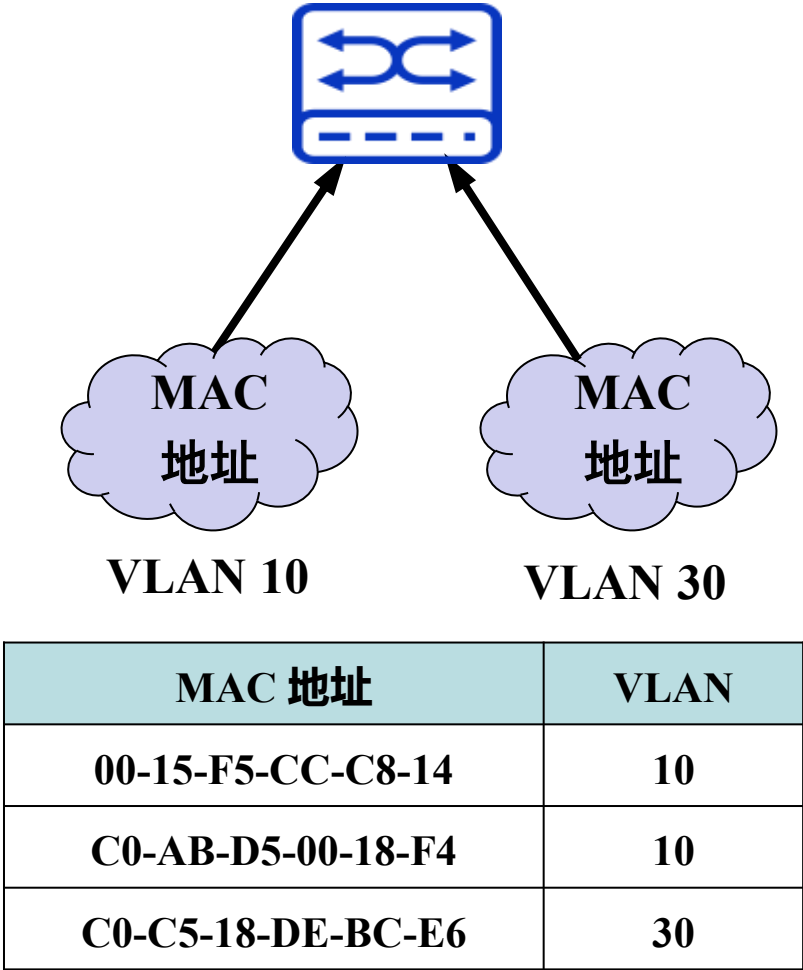 MAC
地址
MAC
地址
VLAN 10
VLAN 30
MAC 地址 VLAN
00-15-F5-CC-C8-14 10
C0-AB-D5-00-18-F4 10
C0-C5-18-DE-BC-E6 30